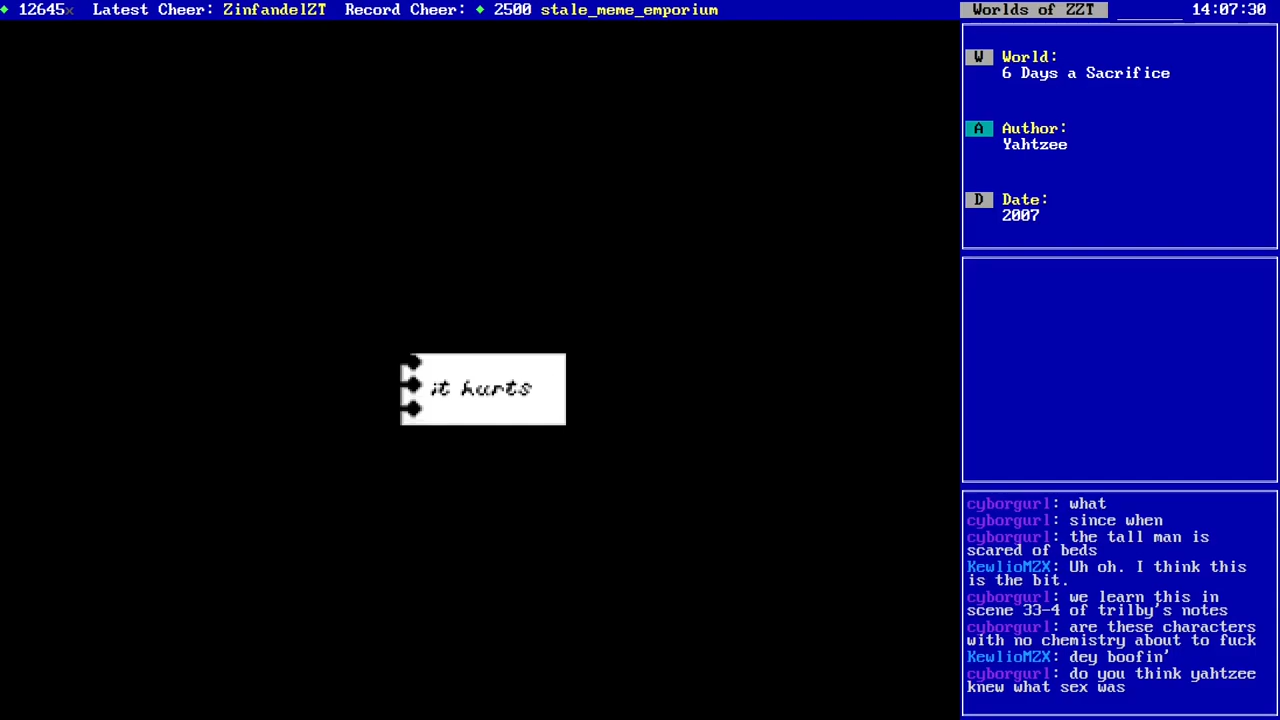 12645x Latest Cheer: ZinfandelZT Record Cheer: 2500 stale_meme_emporium
Worlds of ZZT 14:07:30
W World:
6 Days a Sacrifice
A Author:
Yahtzee
D Date:
2007
it hurts
cyborgurl: what
cyborgurl: since when
cyborgurl: the tall man is
scared of beds
KewlioMZX: Uh oh. I think this
is the bit.
cyborgurl: we learn this in
scene 33-4 of trilby's notes
cyborgurl: are these characters
with no chemistry about to fuck
KewlioMZX: dey boofin'
cyborgurl: do you think yahtzee
knew what sex was